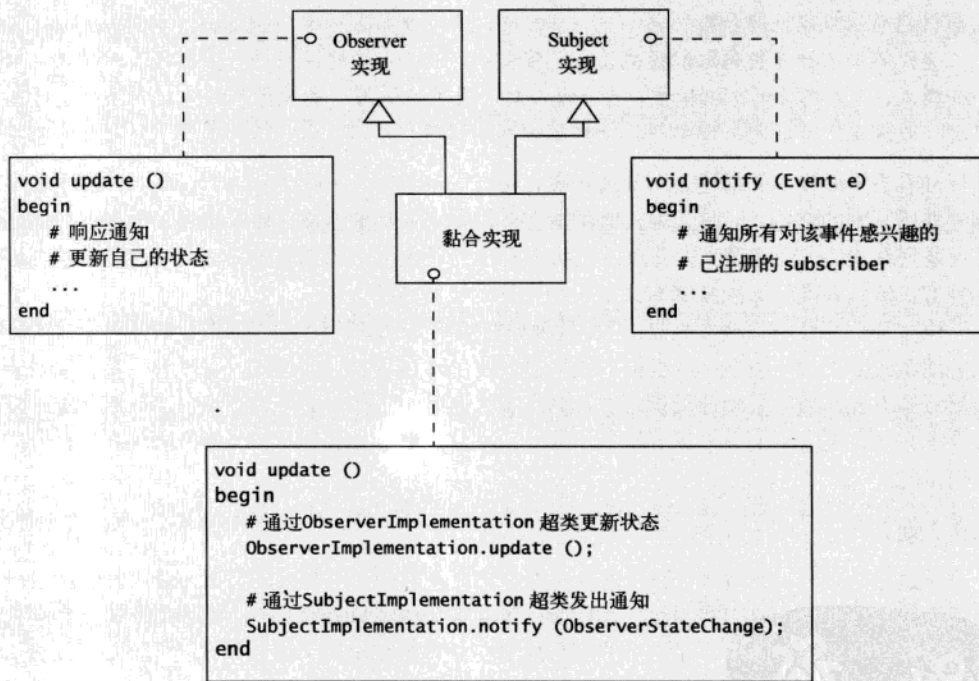 Observer
实现
Subject
实现
void update ()
begin
# 响应通知
# 更新自己的状态
...
end
黏合实现
void notify (Event e)
begin
# 通知所有对该事件感兴趣的
# 已注册的 subscriber
...
end
void update ()
begin
# 通过ObserverImplementation 超类更新状态
ObserverImplementation.update ();
# 通过SubjectImplementation 超类发出通知
SubjectImplementation.notify (ObserverStateChange);
end